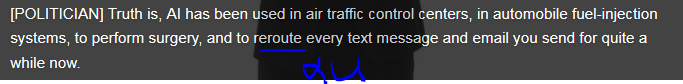 [POLITICIAN] Truth is, AI has been used in air traffic control centers, in automobile fuel-injection
systems, to perform surgery, and to reroute every text message and email you send for quite a
while now.